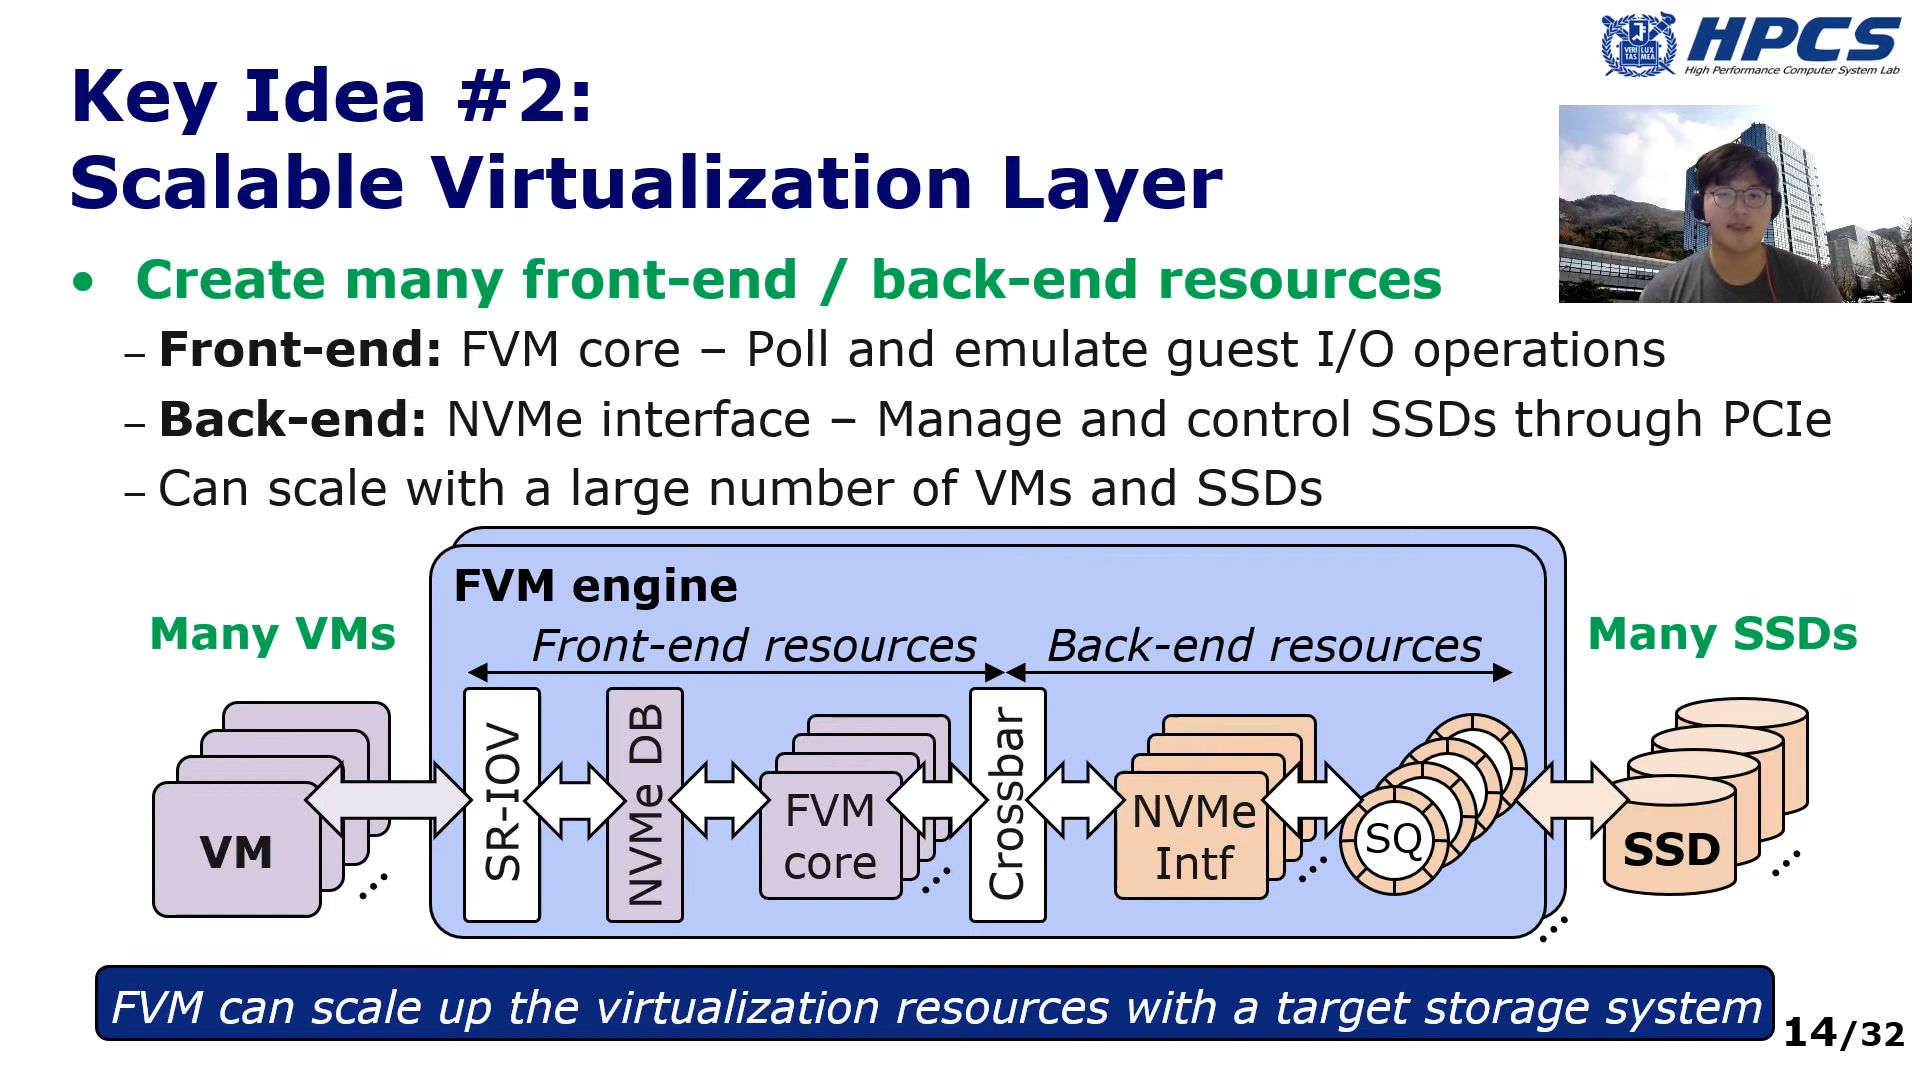 HPCS
High Performance Computer System Lab
VERI LUX
TAS MEA
Key Idea #2:
Scalable Virtualization Layer
• Create many front-end / back-end resources
– Front-end: FVM core – Poll and emulate guest I/O operations
– Back-end: NVMe interface – Manage and control SSDs through PCIe
– Can scale with a large number of VMs and SSDs
FVM engine
Many VMs
Front-end resources
Back-end resources
Many SSDs
VM
SR-IOV
NVMe DB
FVM
core
Crossbar
NVMe
Intf
SQ
SSD
FVM can scale up the virtualization resources with a target storage system
14/32